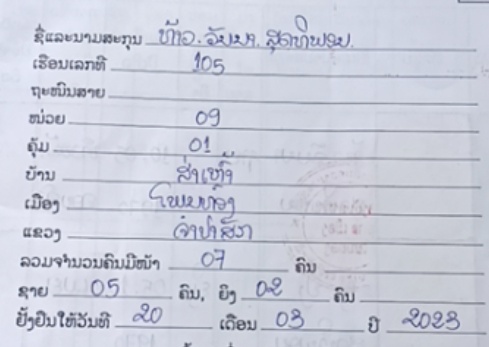 ຊື່ແລະນາມສະກຸນ ທ້າວ. ວັນນາ. ສຸດທິພອນ.
ເຮືອນເລກທີ 105
ຖະໜົນສາຍ
ໜ່ວຍ 09
ຄຸ້ມ 01
ບ້ານ
ເມືອງ ໂພນທອງ
ແຂວງ ຈຳປາສັກ
ລວມຈຳນວນຄົນມີໜ້າ 07 ຄົນ
ຊາຍ 05 ຄົນ, ຍິງ 02 ຄົນ
ຢັ້ງຢືນໃຫ້ວັນທີ 20 ເດືອນ 03 ປີ 2023